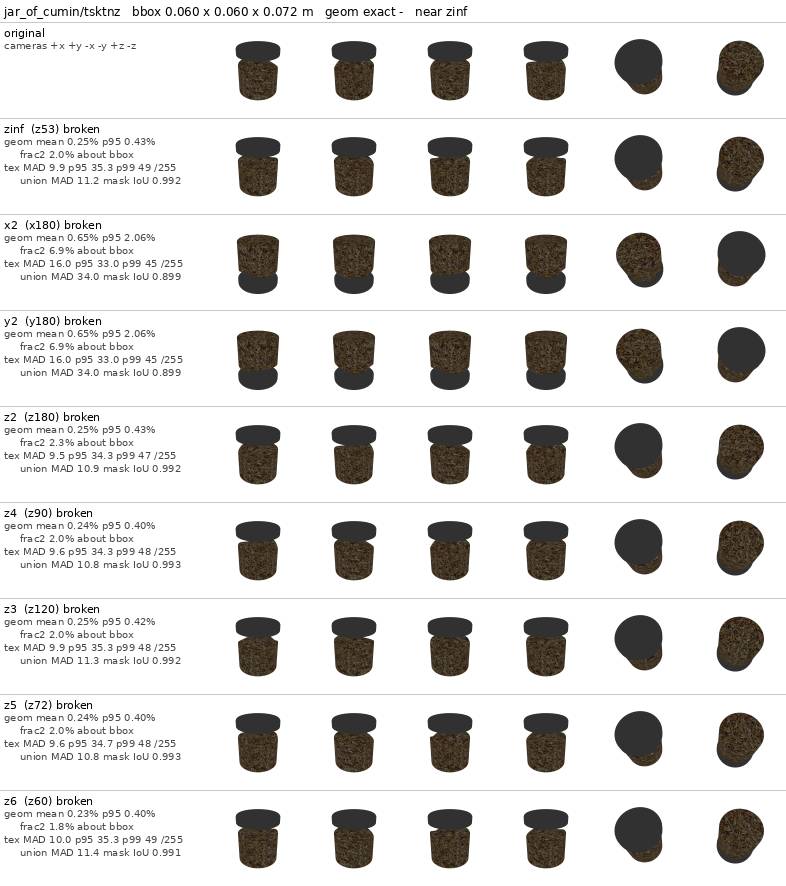 jar_of_cumin/tsktnz   bbox 0.060 x 0.060 x 0.072 m   geom exact -   near zinf
original
cameras +x +y -x -y +z -z
zinf  (z53) broken
geom mean 0.25% p95 0.43%
frac2 2.0% about bbox
tex MAD 9.9 p95 35.3 p99 49 /255
union MAD 11.2 mask IoU 0.992
x2  (x180) broken
geom mean 0.65% p95 2.06%
frac2 6.9% about bbox
tex MAD 16.0 p95 33.0 p99 45 /255
union MAD 34.0 mask IoU 0.899
y2  (y180) broken
geom mean 0.65% p95 2.06%
frac2 6.9% about bbox
tex MAD 16.0 p95 33.0 p99 45 /255
union MAD 34.0 mask IoU 0.899
z2  (z180) broken
geom mean 0.25% p95 0.43%
frac2 2.3% about bbox
tex MAD 9.5 p95 34.3 p99 47 /255
union MAD 10.9 mask IoU 0.992
z4  (z90) broken
geom mean 0.24% p95 0.40%
frac2 2.0% about bbox
tex MAD 9.6 p95 34.3 p99 48 /255
union MAD 10.8 mask IoU 0.993
z3  (z120) broken
geom mean 0.25% p95 0.42%
frac2 2.0% about bbox
tex MAD 9.9 p95 35.3 p99 48 /255
union MAD 11.3 mask IoU 0.992
z5  (z72) broken
geom mean 0.24% p95 0.40%
frac2 2.0% about bbox
tex MAD 9.6 p95 34.7 p99 48 /255
union MAD 10.8 mask IoU 0.993
z6  (z60) broken
geom mean 0.23% p95 0.40%
frac2 1.8% about bbox
tex MAD 10.0 p95 35.3 p99 49 /255
union MAD 11.4 mask IoU 0.991